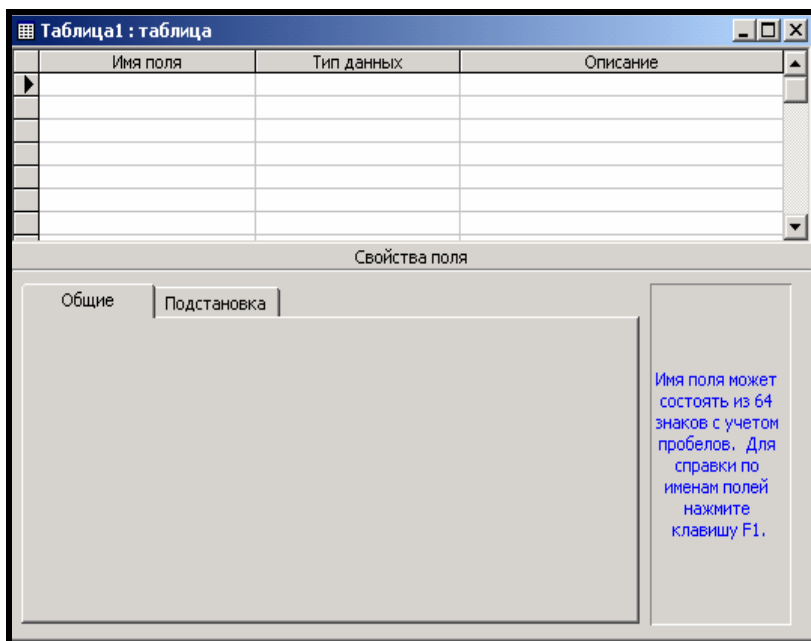 Таблица1 : таблица
Имя поля Тип данных Описание
Свойства поля
Общие Подстановка
Имя поля может
состоять из 64
знаков с учетом
пробелов. Для
справки по
именам полей
нажмите
клавишу F1.